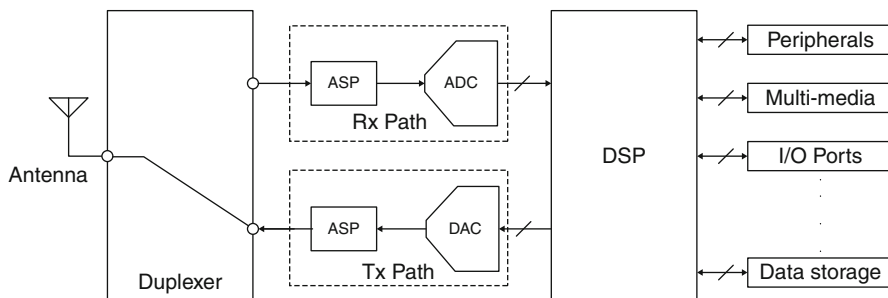 Antenna
Duplexer
ASP
ADC
Rx Path
ASP
DAC
Tx Path
DSP
Peripherals
Multi-media
I/O Ports
Data storage